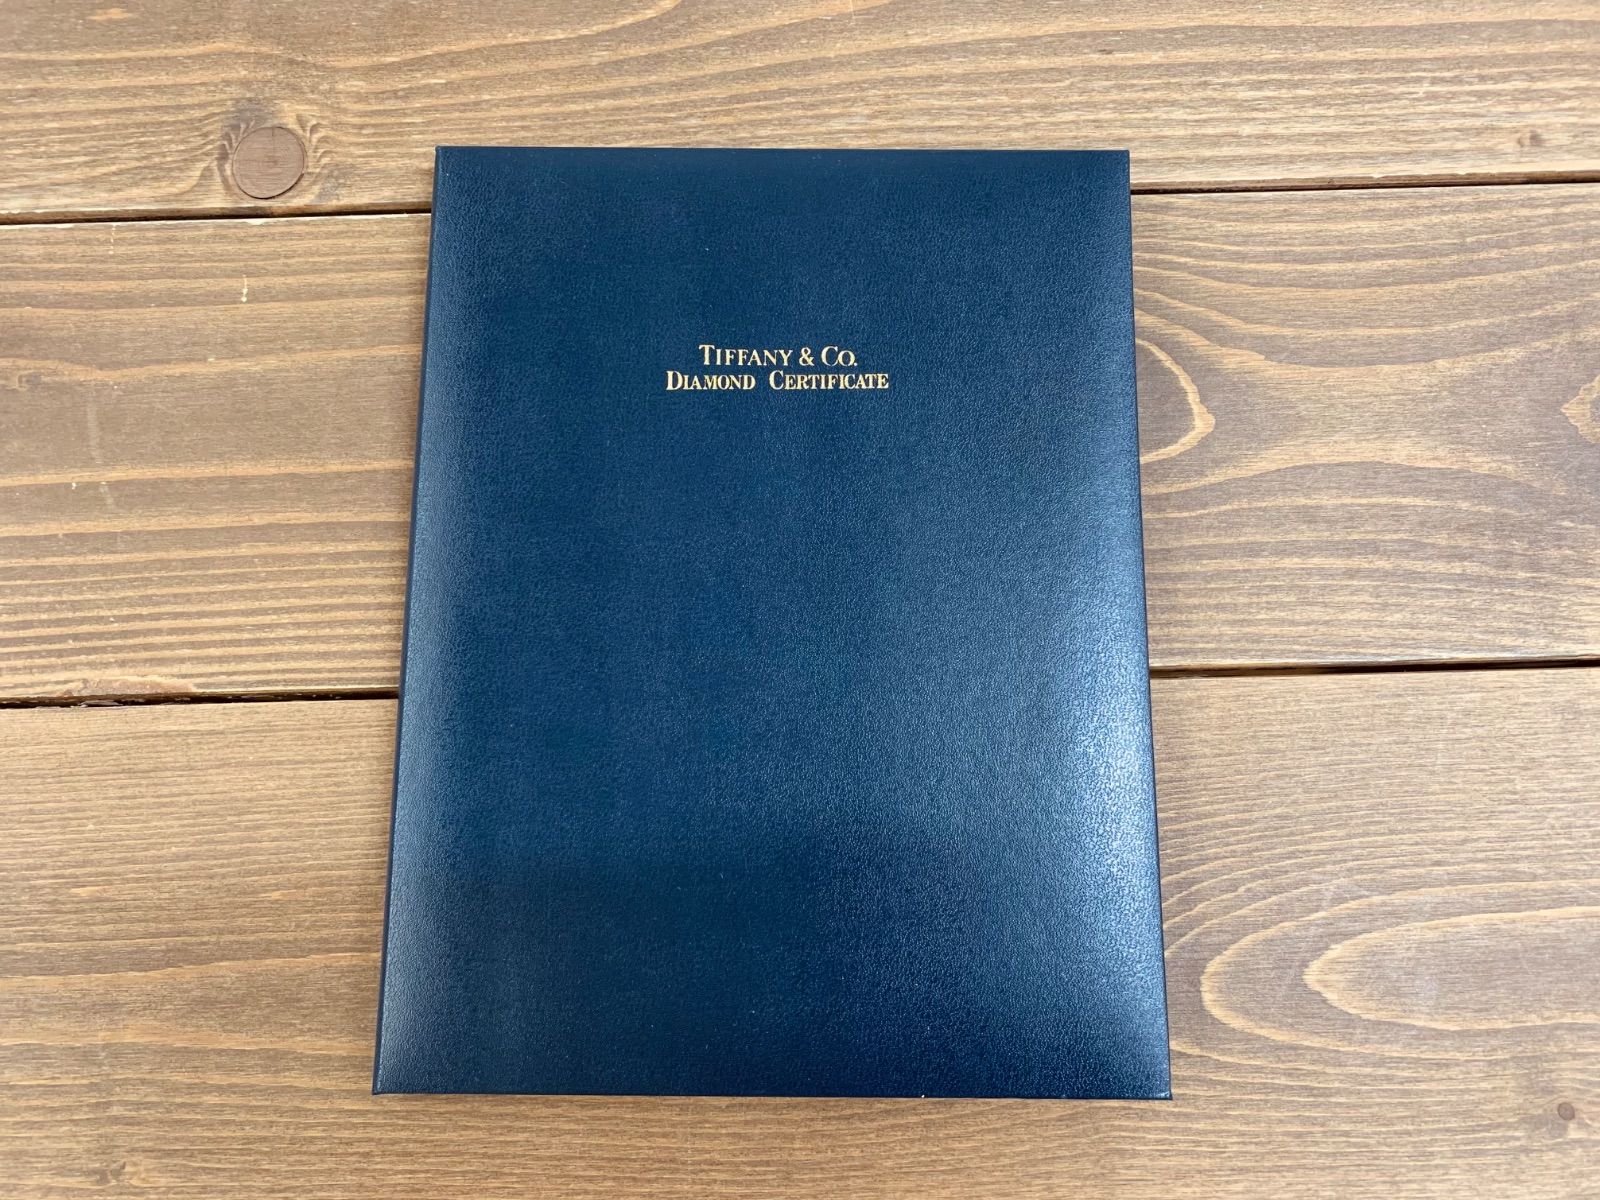 TIFFANY & CO.
DIAMOND CERTIFICATE